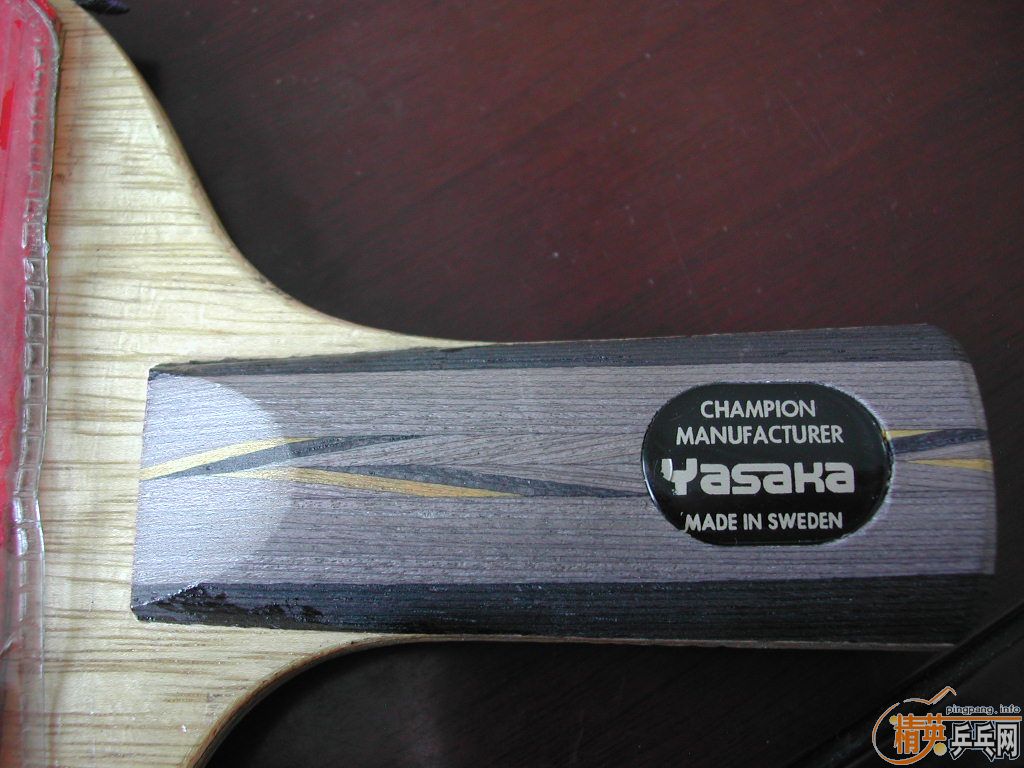 CHAMPION
MANUFACTURER
Yasaka
MADE IN SWEDEN
pingpang.info
精英乒乓网